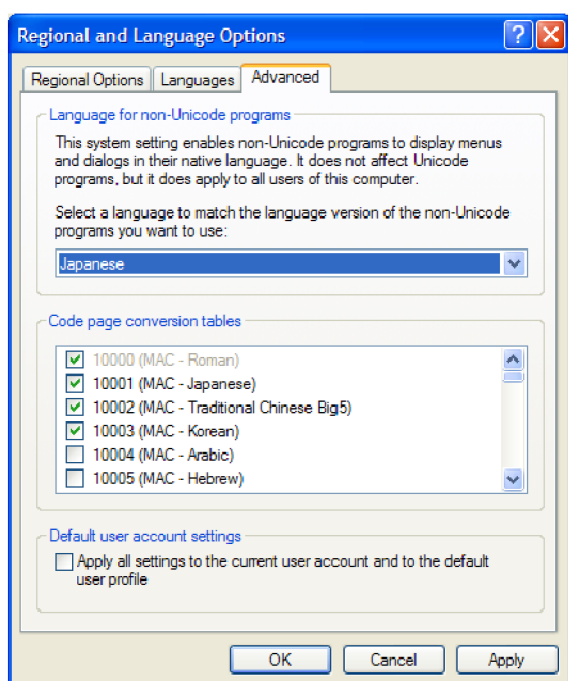 Regional and Language Options
Regional Options
Languages
Advanced
Language for non-Unicode programs
This system setting enables non-Unicode programs to display menus
and dialogs in their native language. It does not affect Unicode
programs, but it does apply to all users of this computer.
Select a language to match the language version of the non-Unicode
programs you want to use:
Japanese
Code page conversion tables
10000 (MAC - Roman)
10001 (MAC - Japanese)
10002 (MAC - Traditional Chinese Big5)
10003 (MAC - Korean)
10004 (MAC - Arabic)
10005 (MAC - Hebrew)
Default user account settings
Apply all settings to the current user account and to the default
user profile
OK
Cancel
Apply